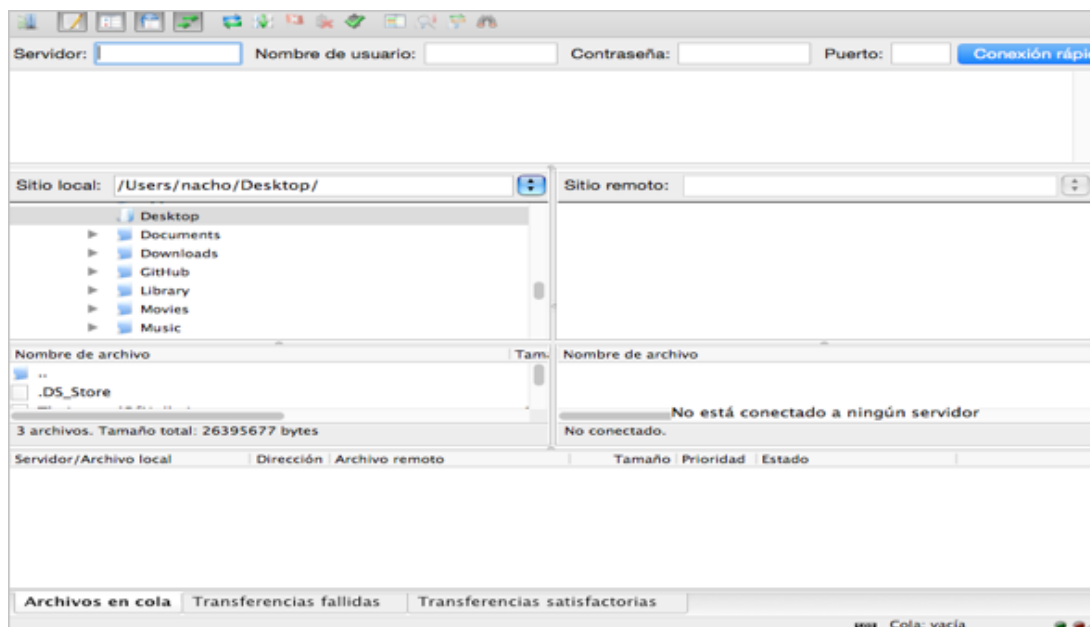 Servidor: Nombre de usuario: Contraseña: Puerto: Conexión rápi
Sitio local: /Users/nacho/Desktop/ Sitio remoto:
Desktop
Documents
Downloads
GitHub
Library
Movies
Music
Nombre de archivo Tam. Nombre de archivo
..
.DS_Store
No está conectado a ningún servidor
3 archivos. Tamaño total: 26395677 bytes No conectado.
Servidor/Archivo local Dirección Archivo remoto Tamaño Prioridad Estado
Archivos en cola Transferencias fallidas Transferencias satisfactorias
Cola: vacía